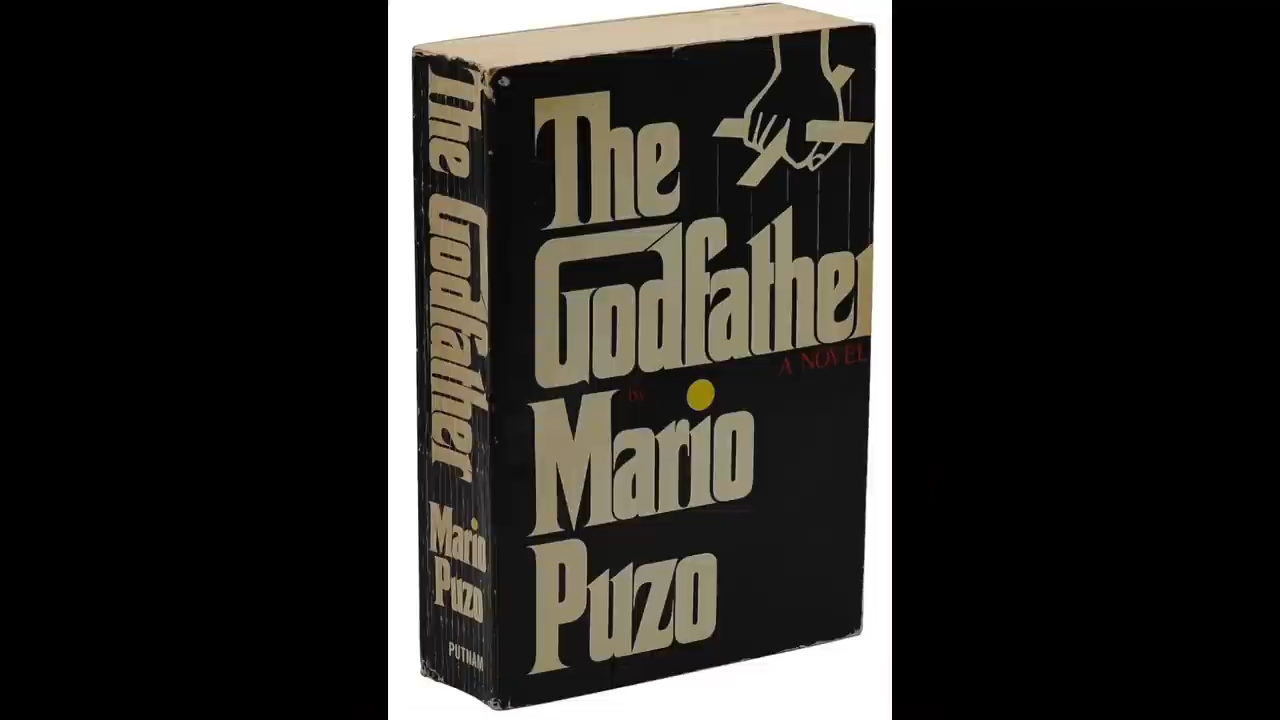 The Godfather
Mario
Puzo
PUTNAM
The
Godfather
A NOVEL
By
Mario
Puzo